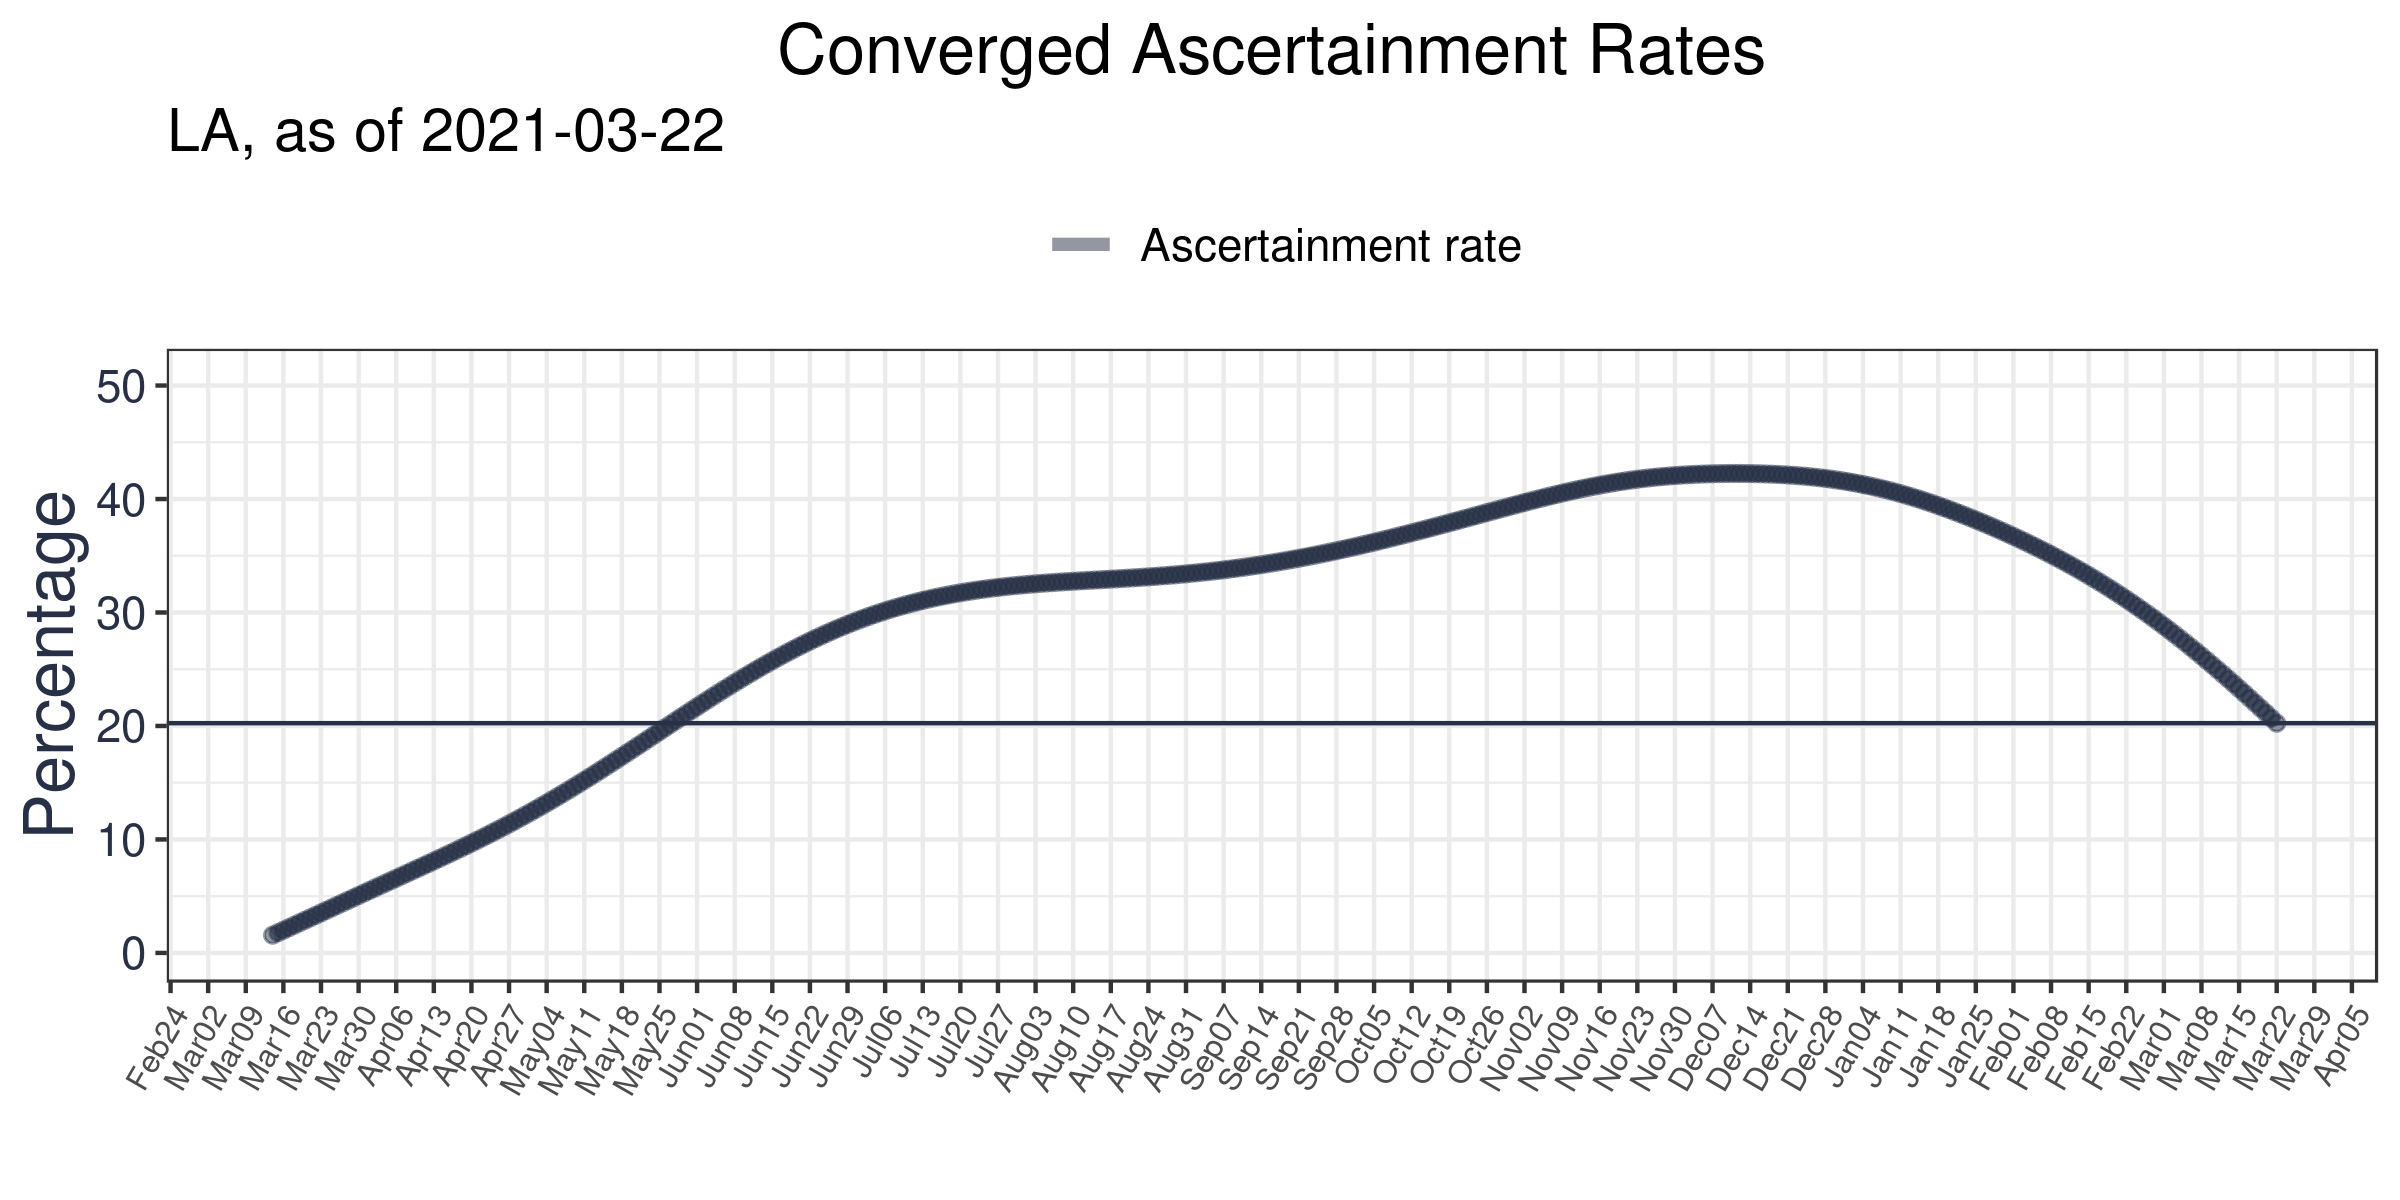 Converged Ascertainment Rates
LA, as of 2021-03-22
Ascertainment rate
Percentage
50
40
30
20
10
0
Feb24
Mar02
Mar09
Mar16
Mar23
Mar30
Apr06
Apr13
Apr20
Apr27
May04
May11
May18
May25
Jun01
Jun08
Jun15
Jun22
Jun29
Jul06
Jul13
Jul20
Jul27
Aug03
Aug10
Aug17
Aug24
Aug31
Sep07
Sep14
Sep21
Sep28
Oct05
Oct12
Oct19
Oct26
Nov02
Nov09
Nov16
Nov23
Nov30
Dec07
Dec14
Dec21
Dec28
Jan04
Jan11
Jan18
Jan25
Feb01
Feb08
Feb15
Feb22
Mar01
Mar08
Mar15
Mar22
Mar29
Apr05